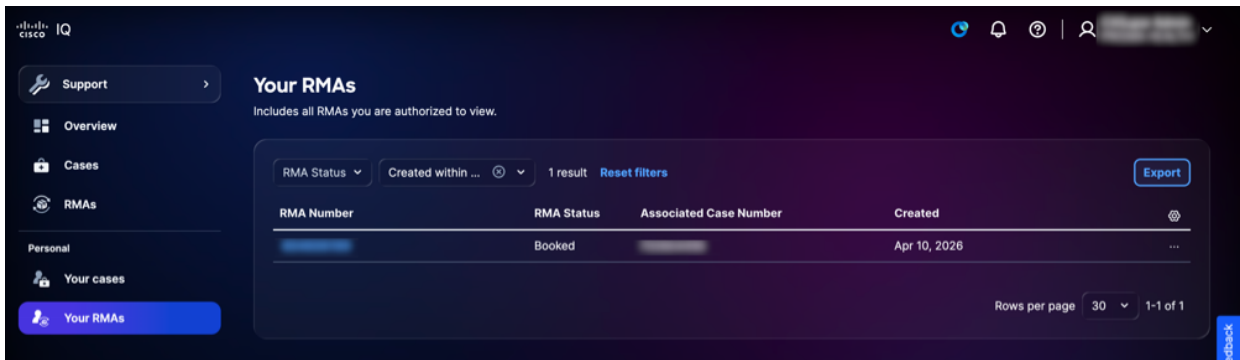 cisco IQ
Support
Overview
Cases
RMAs
Personal
Your cases
Your RMAs
Your RMAs
Includes all RMAs you are authorized to view.
RMA Status Created within ... 1 result Reset filters Export
RMA Number RMA Status Associated Case Number Created
Booked Apr 10, 2026 ...
Rows per page 30 1-1 of 1